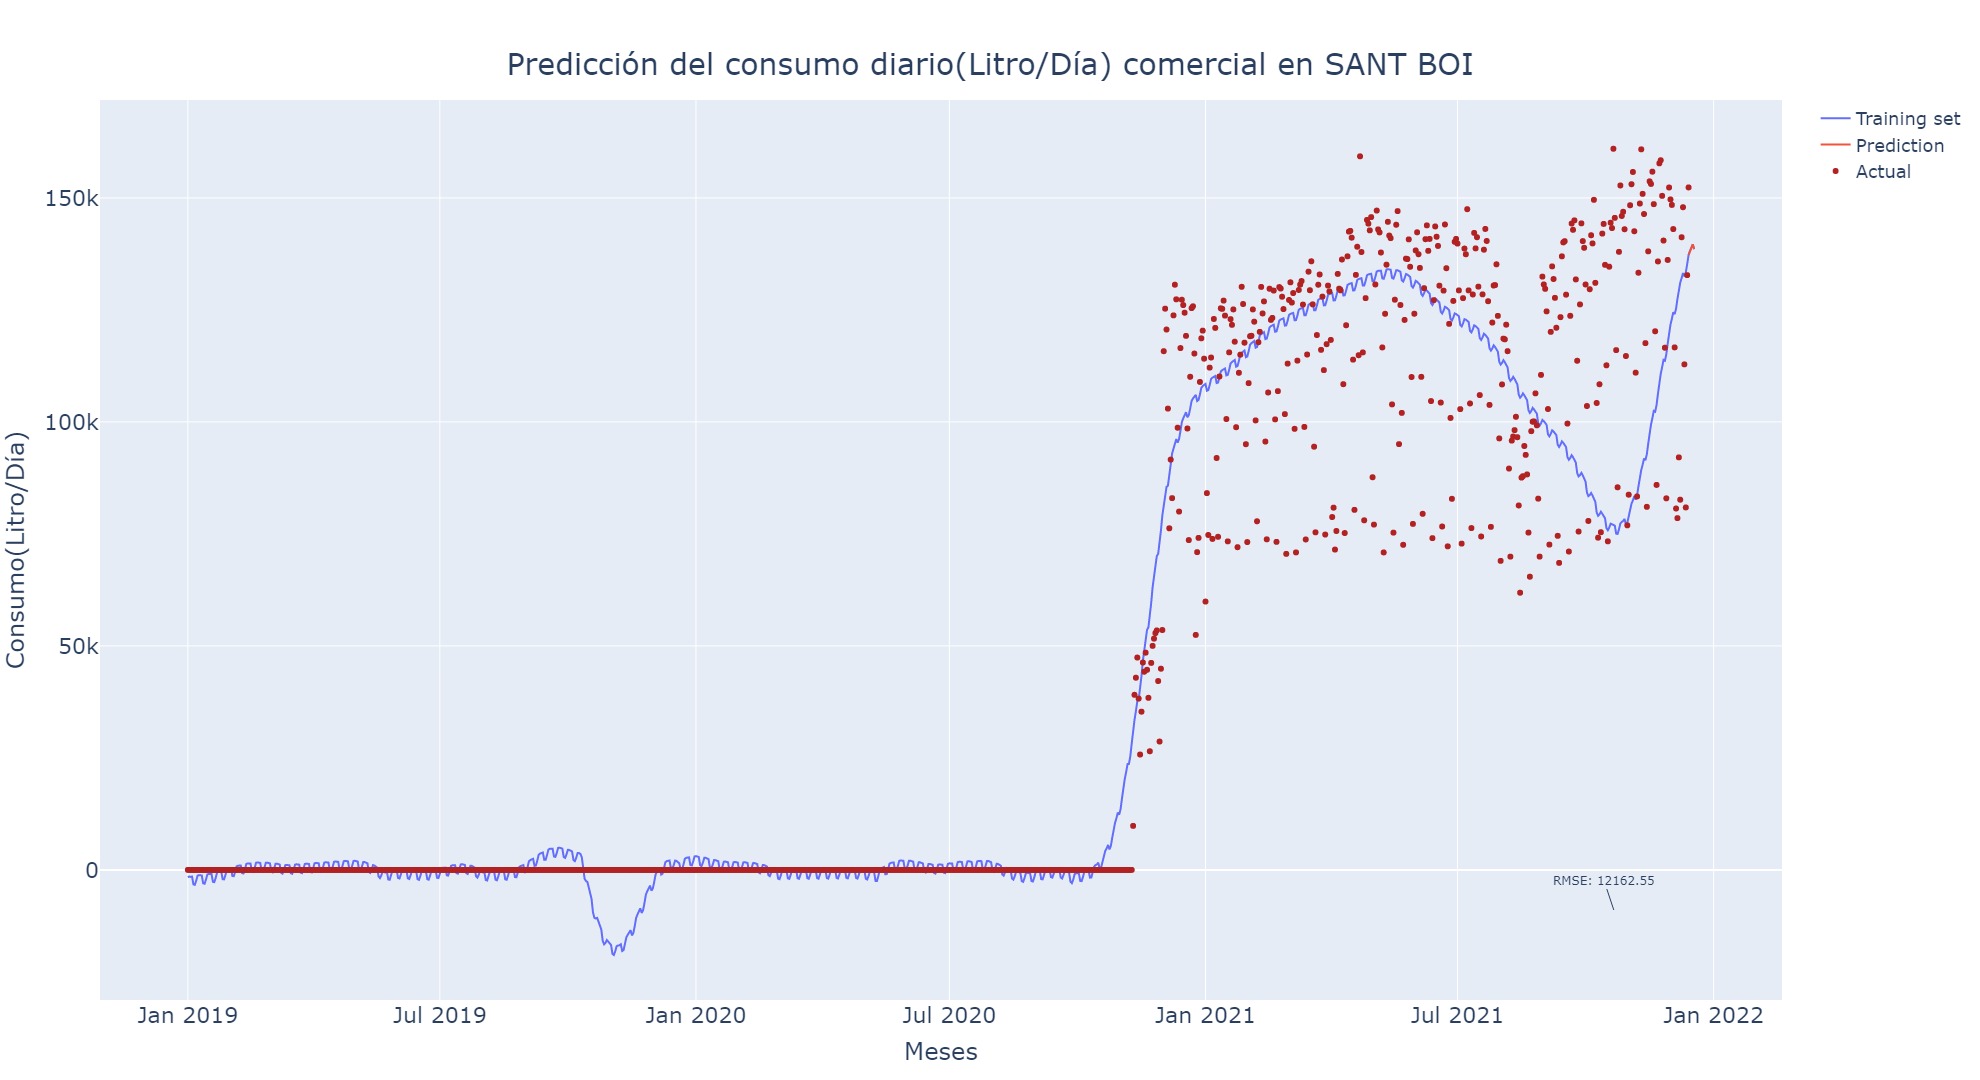 Predicción del consumo diario(Litro/Día) comercial en SANT BOI
Training set
Prediction
Actual
Consumo(Litro/Día)
150k
100k
50k
0
RMSE: 12162.55
Jan 2019
Jul 2019
Jan 2020
Jul 2020
Jan 2021
Jul 2021
Jan 2022
Meses